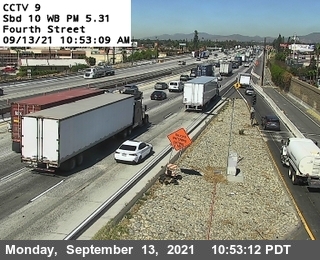 CCTV 9
Sbd 10 WB PM 5.31
Fourth Street
09/13/21 10:53:09 AM
Monday, September 13, 2021 10:53:12 PDT